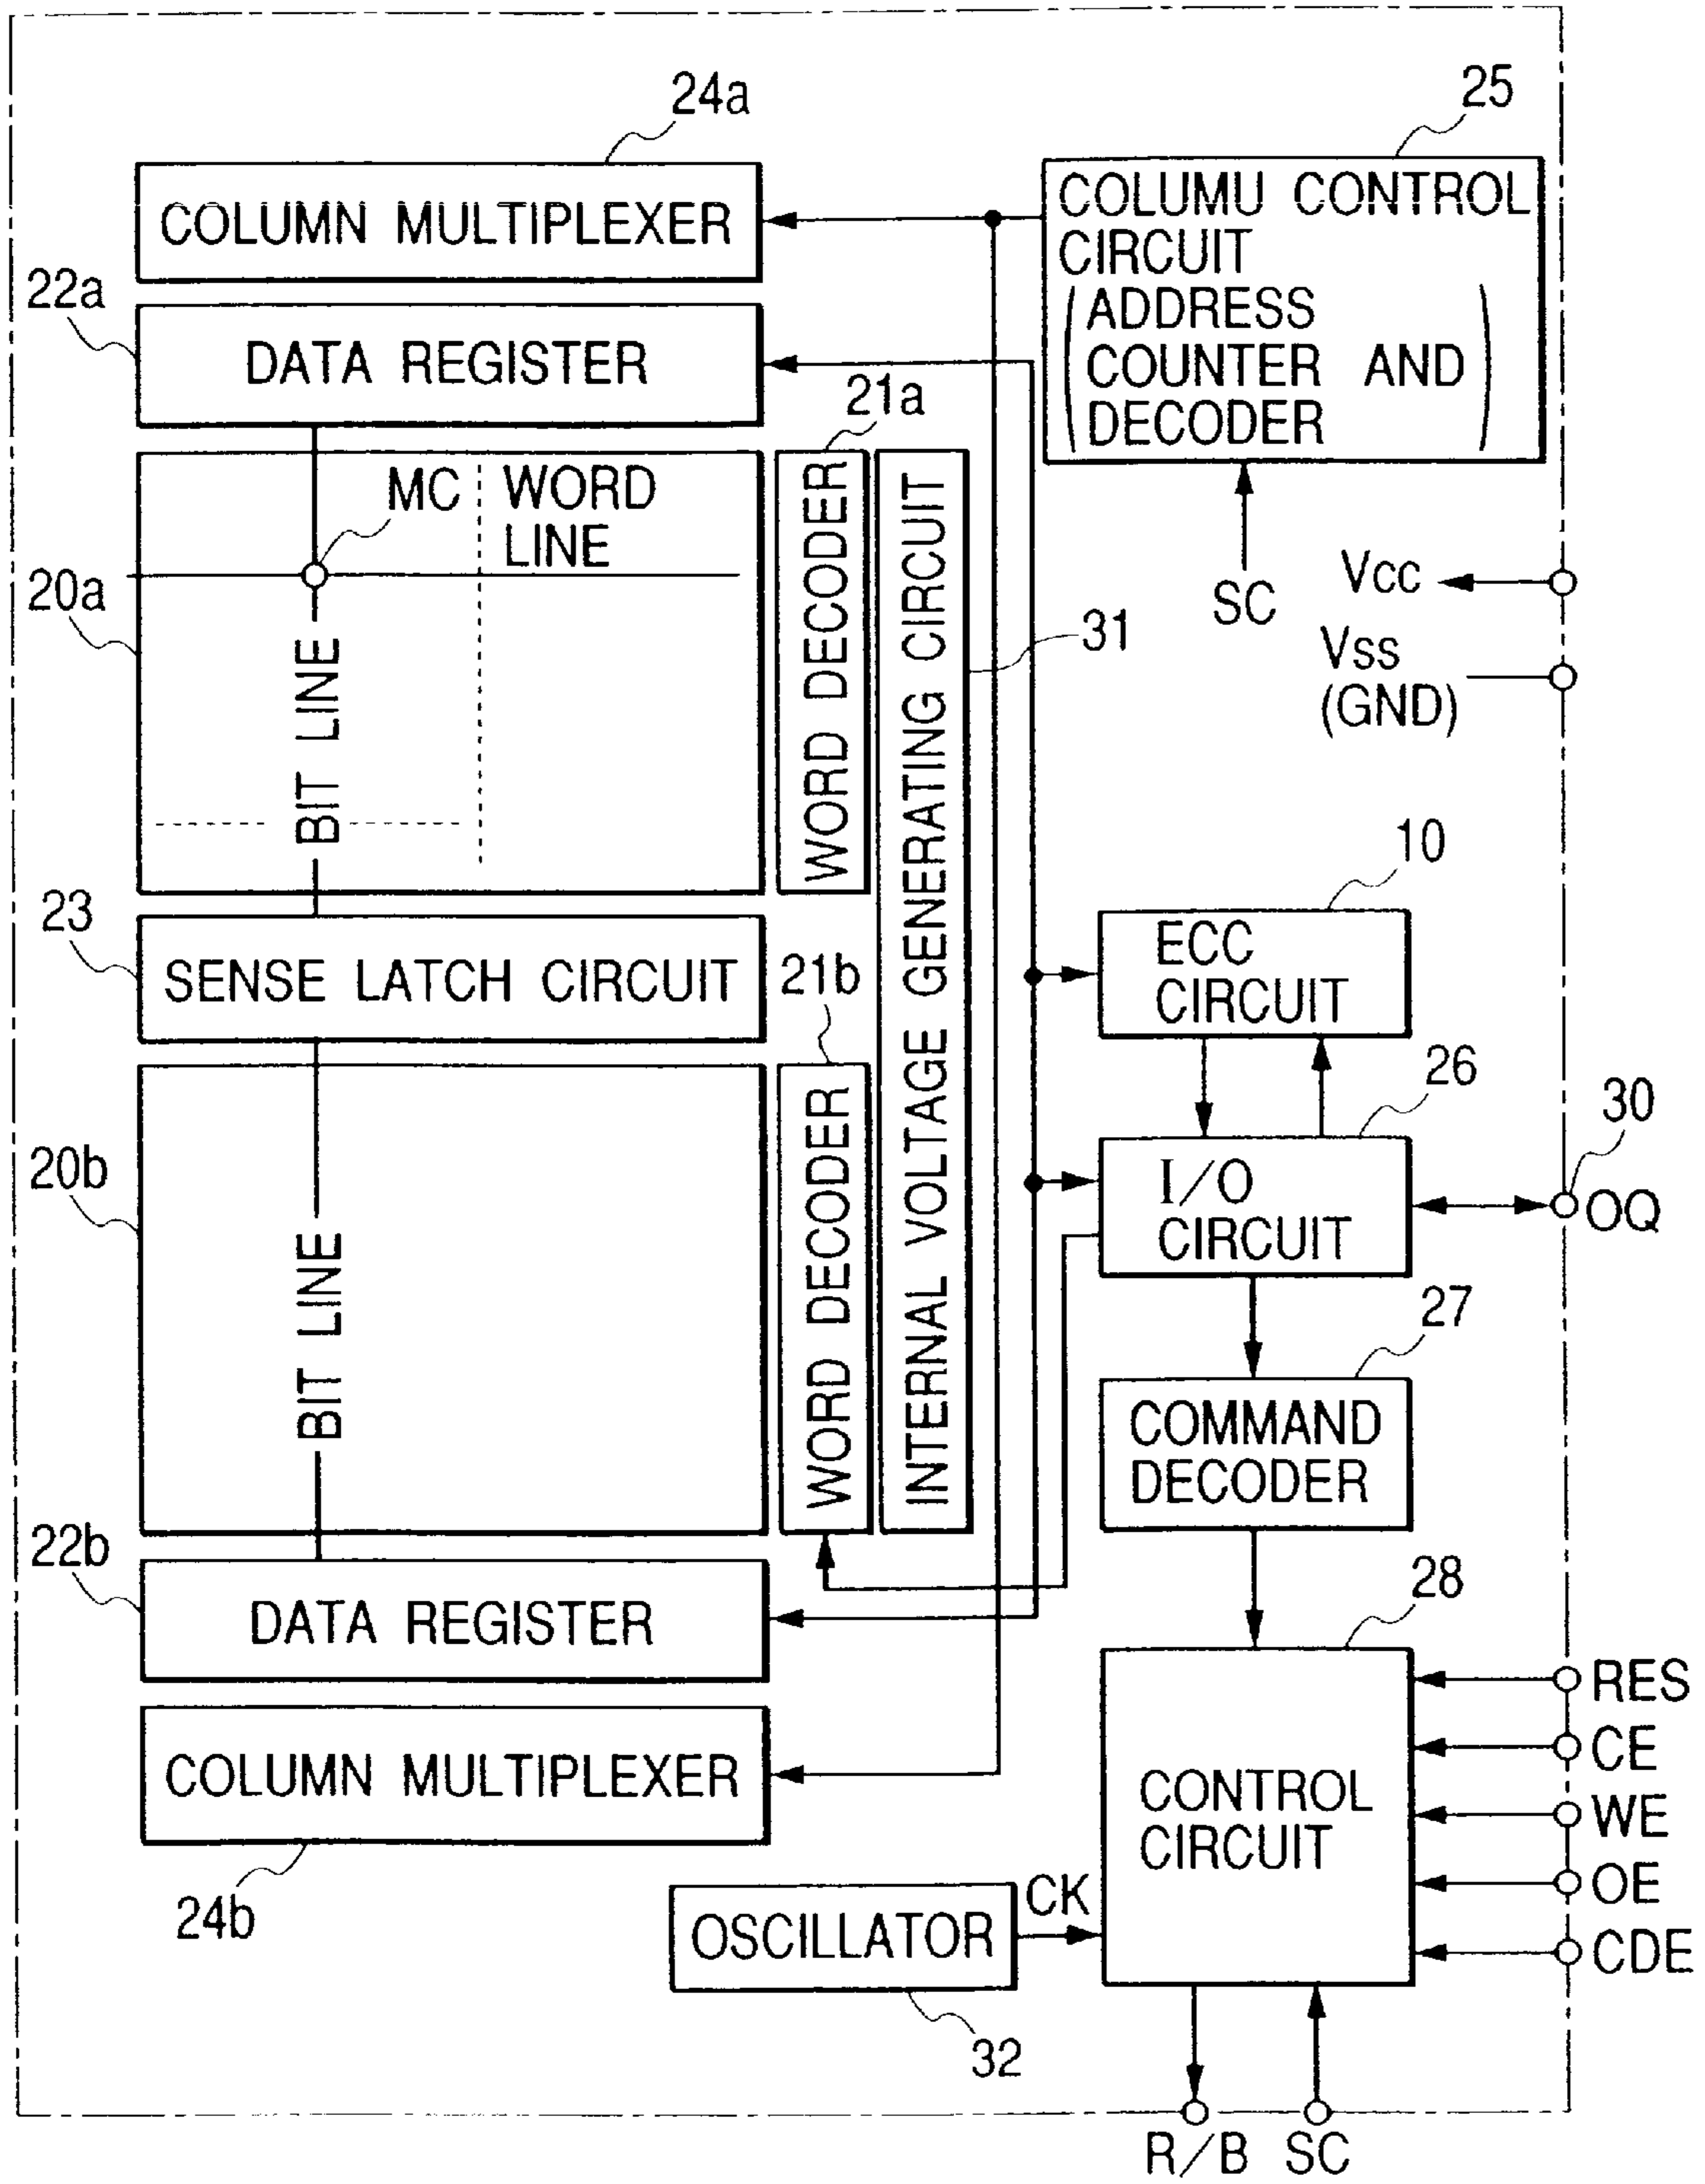 24a
25
COLUMN MULTIPLEXER
COLUMU CONTROL
CIRCUIT
(ADDRESS
COUNTER AND
DECODER)
22a
DATA REGISTER
21a
MC
WORD
LINE
WORD DECODER
INTERNAL VOLTAGE GENERATING CIRCUIT
20a
BIT LINE
SC
Vcc
31
Vss
(GND)
10
23
SENSE LATCH CIRCUIT
21b
ECC
CIRCUIT
26
30
20b
BIT LINE
WORD DECODER
I/O
CIRCUIT
OQ
27
COMMAND
DECODER
22b
DATA REGISTER
28
RES
CE
WE
OE
CDE
COLUMN MULTIPLEXER
CONTROL
CIRCUIT
24b
OSCILLATOR
CK
32
R/B
SC